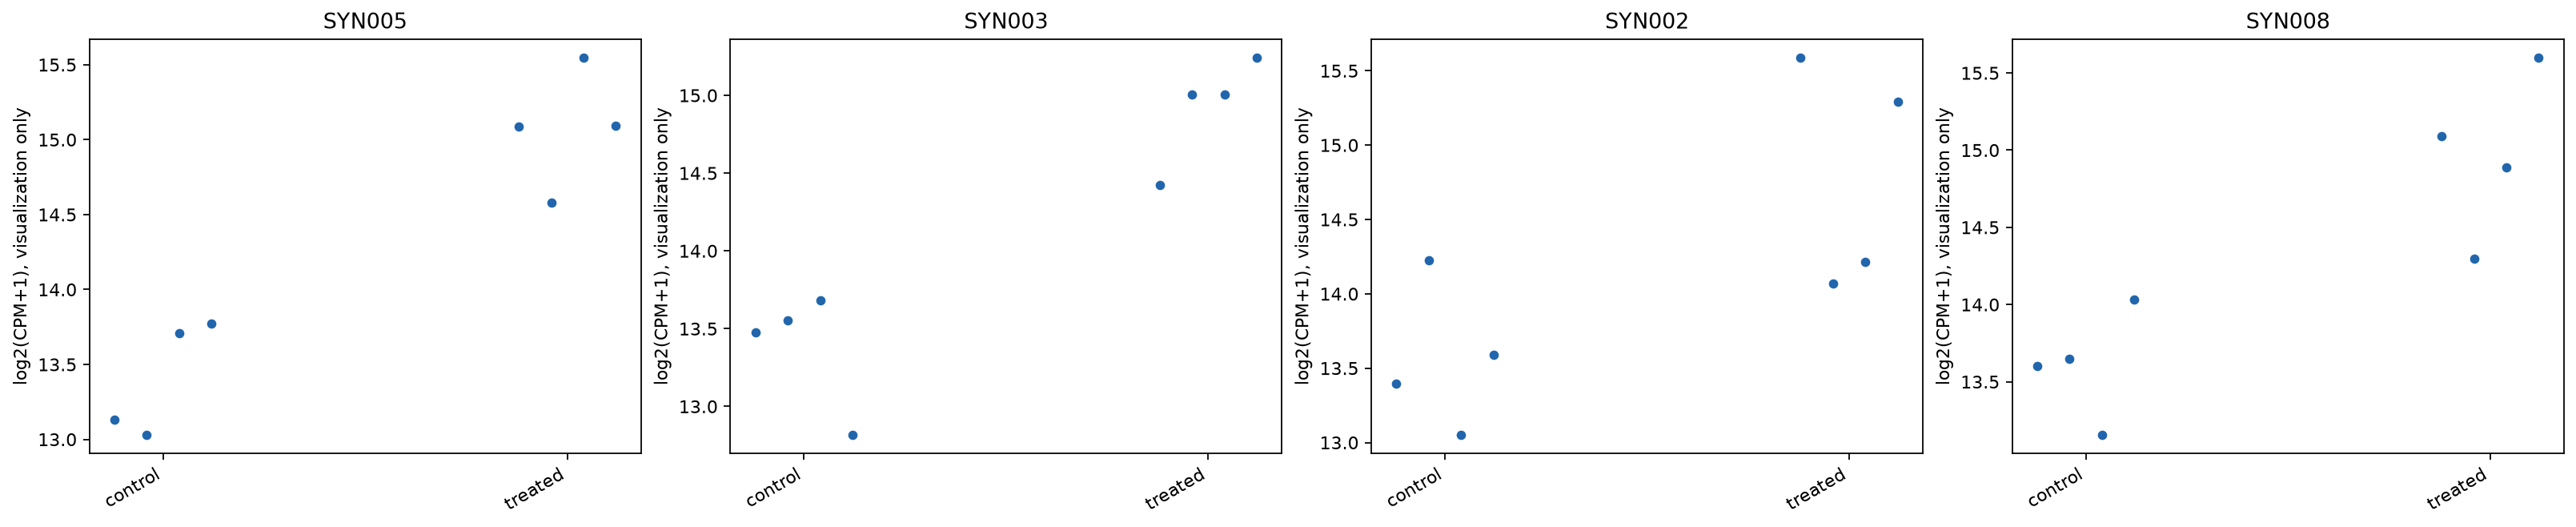 SYN005
log2(CPM+1), visualization only
15.5
15.0
14.5
14.0
13.5
13.0
control
treated
SYN003
log2(CPM+1), visualization only
15.0
14.5
14.0
13.5
13.0
control
treated
SYN002
log2(CPM+1), visualization only
15.5
15.0
14.5
14.0
13.5
13.0
control
treated
SYN008
log2(CPM+1), visualization only
15.5
15.0
14.5
14.0
13.5
control
treated